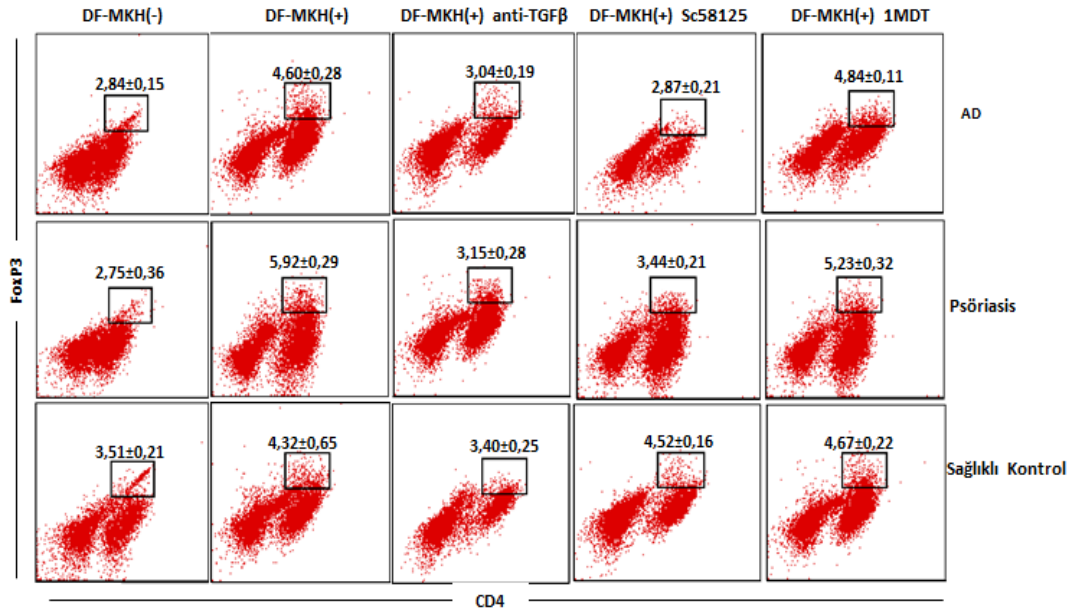 DF-MKH(-) DF-MKH(+) DF-MKH(+) anti-TGFβ DF-MKH(+) Sc58125 DF-MKH(+) 1MDT
2,84±0,15 4,60±0,28 3,04±0,19 2,87±0,21 4,84±0,11
AD
2,75±0,36 5,92±0,29 3,15±0,28 3,44±0,21 5,23±0,32
Psöriasis
3,51±0,21 4,32±0,65 3,40±0,25 4,52±0,16 4,67±0,22
Sağlıklı Kontrol
FoxP3
CD4